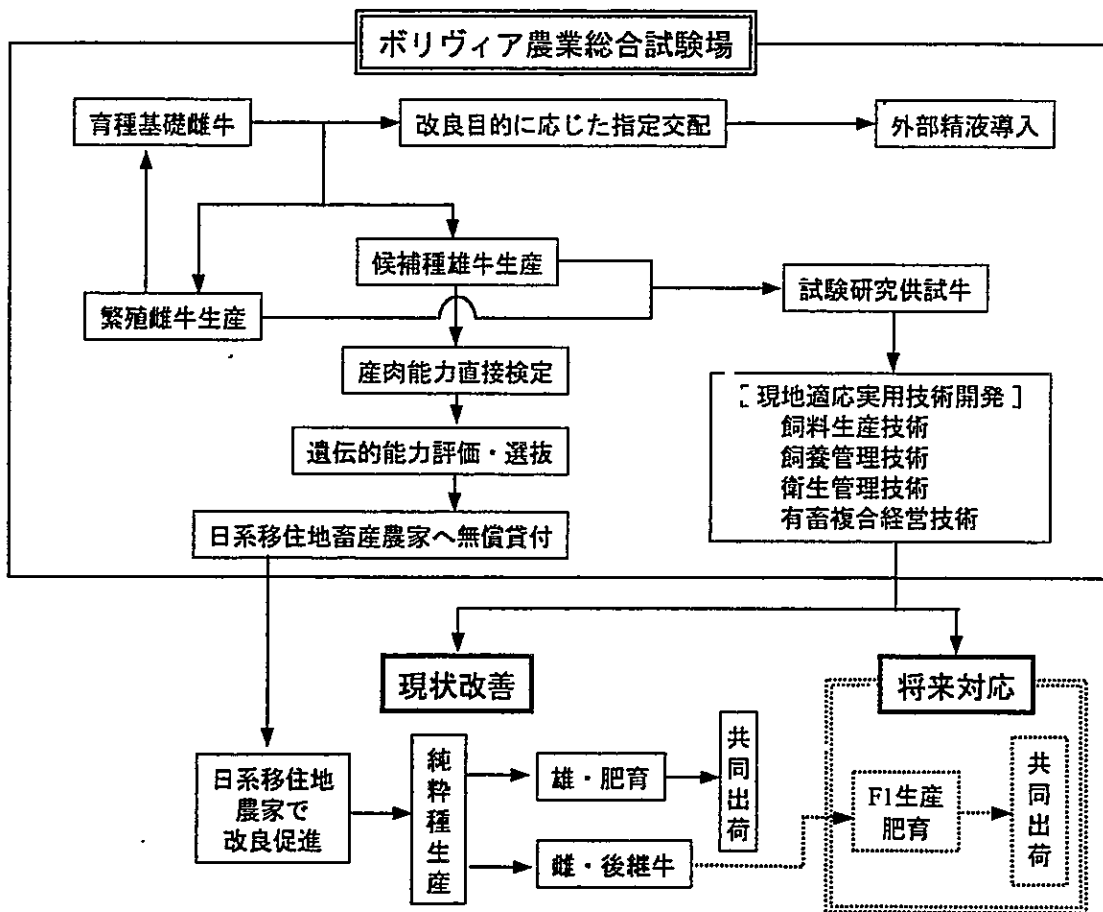 ボリヴィア農業総合試験場
育種基礎雌牛
改良目的に応じた指定交配
外部精液導入
候補種雄牛生産
試験研究供試牛
繁殖雌牛生産
産肉能力直接検定
[現地適応実用技術開発]
飼料生産技術
飼養管理技術
衛生管理技術
有畜複合経営技術
遺伝的能力評価・選抜
日系移住地畜産農家へ無償貸付
現状改善
将来対応
日系移住地
農家で
改良促進
純粋種生産
雄・肥育
共同出荷
雌・後継牛
F1生産
肥育
共同出荷